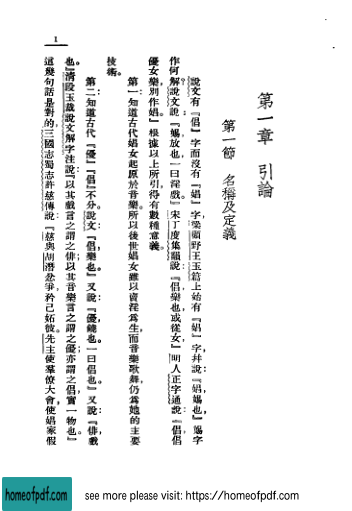 1
第一章 引論
第一節 名稱及定義
說文有『倡』字而沒有『娼』字梁顧野王玉篇上始有『娼』字幷說：『娼婸也』婸字
作何解？說文說：『婸放也一曰淫戲』宋丁度集韻說：『倡樂也或從女』明人正字通說：『倡倡
優女樂別作娼』根據以上所引得有數種意義。
第一：知道古代娼女起原於音樂。所以後世娼女雖以賣淫爲生而音樂歌舞仍爲她的主要
技術。
第二：知道古代『優』『倡』不分。說文：『倡樂也。』又說：『優饒也一曰倡也。』又說：『俳戲
也。』淸段玉裁說文解字注說：『以其戲言之謂之俳以其音樂言之謂之倡亦謂之優實一物也。』
這幾句話是對的。三國志蜀志許慈傳說：『慈與胡潛忿爭矜己妬彼。先主使羣僚大會使娼家假
homeofpdf.com
see more please visit: https://homeofpdf.com